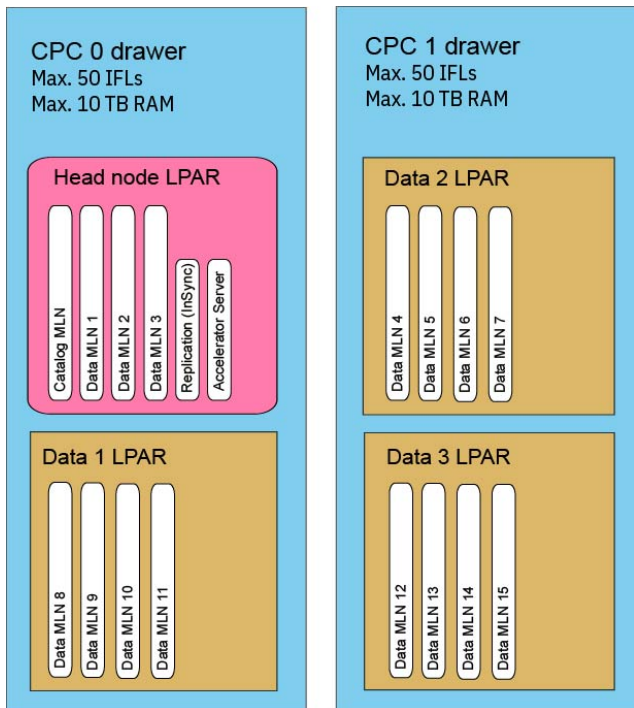 CPC 0 drawer
Max. 50 IFLs
Max. 10 TB RAM
Head node LPAR
Catalog MLN
Data MLN 1
Data MLN 2
Data MLN 3
Replication (InSync)
Accelerator Server
Data 1 LPAR
Data MLN 8
Data MLN 9
Data MLN 10
Data MLN 11
CPC 1 drawer
Max. 50 IFLs
Max. 10 TB RAM
Data 2 LPAR
Data MLN 4
Data MLN 5
Data MLN 6
Data MLN 7
Data 3 LPAR
Data MLN 12
Data MLN 13
Data MLN 14
Data MLN 15